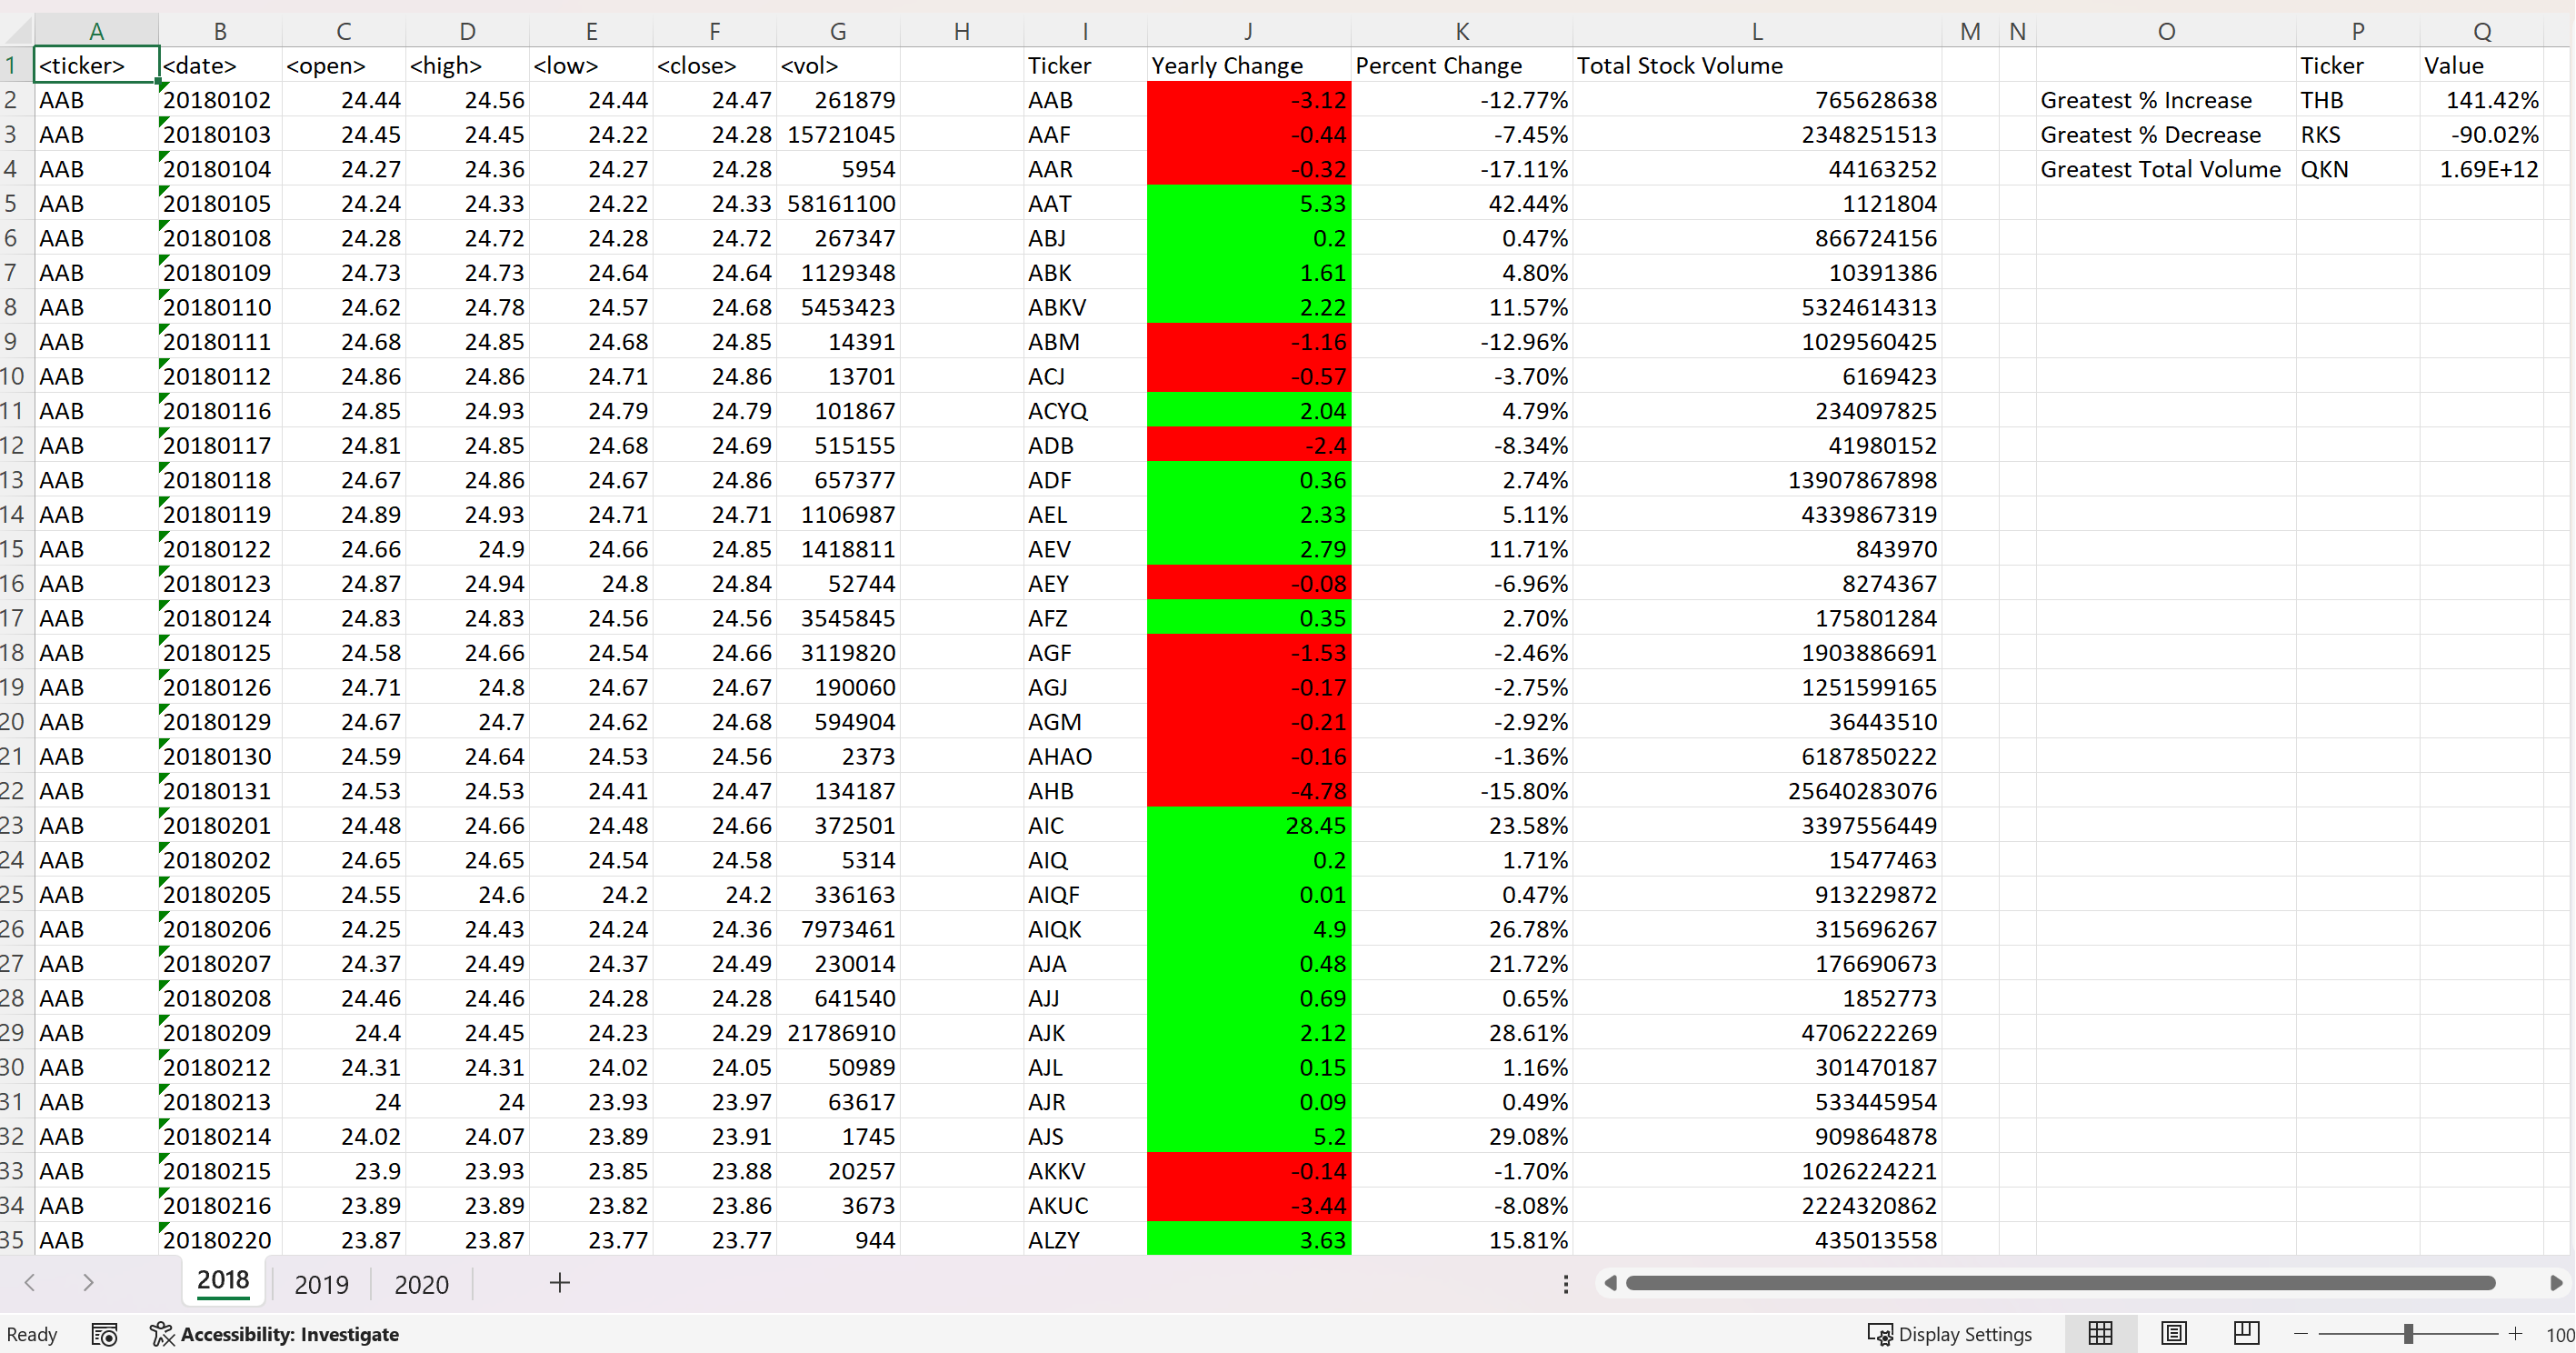 A B C D E F G H I J K L M N O P Q
1 <ticker> <date> <open> <high> <low> <close> <vol> Ticker Yearly Change Percent Change Total Stock Volume Ticker Value
2 AAB 20180102 24.44 24.56 24.44 24.47 261879 AAB -3.12 -12.77% 765628638 Greatest % Increase THB 141.42%
3 AAB 20180103 24.45 24.45 24.22 24.28 15721045 AAF -0.44 -7.45% 2348251513 Greatest % Decrease RKS -90.02%
4 AAB 20180104 24.27 24.36 24.27 24.28 5954 AAR -0.32 -17.11% 44163252 Greatest Total Volume QKN 1.69E+12
5 AAB 20180105 24.24 24.33 24.22 24.33 58161100 AAT 5.33 42.44% 1121804
6 AAB 20180108 24.28 24.72 24.28 24.72 267347 ABJ 0.2 0.47% 866724156
7 AAB 20180109 24.73 24.73 24.64 24.64 1129348 ABK 1.61 4.80% 10391386
8 AAB 20180110 24.62 24.78 24.57 24.68 5453423 ABKV 2.22 11.57% 5324614313
9 AAB 20180111 24.68 24.85 24.68 24.85 14391 ABM -1.16 -12.96% 1029560425
10 AAB 20180112 24.86 24.86 24.71 24.86 13701 ACJ -0.57 -3.70% 6169423
11 AAB 20180116 24.85 24.93 24.79 24.79 101867 ACYQ 2.04 4.79% 234097825
12 AAB 20180117 24.81 24.85 24.68 24.69 515155 ADB -2.4 -8.34% 41980152
13 AAB 20180118 24.67 24.86 24.67 24.86 657377 ADF 0.36 2.74% 13907867898
14 AAB 20180119 24.89 24.93 24.71 24.71 1106987 AEL 2.33 5.11% 4339867319
15 AAB 20180122 24.66 24.9 24.66 24.85 1418811 AEV 2.79 11.71% 843970
16 AAB 20180123 24.87 24.94 24.8 24.84 52744 AEY -0.08 -6.96% 8274367
17 AAB 20180124 24.83 24.83 24.56 24.56 3545845 AFZ 0.35 2.70% 175801284
18 AAB 20180125 24.58 24.66 24.54 24.66 3119820 AGF -1.53 -2.46% 1903886691
19 AAB 20180126 24.71 24.8 24.67 24.67 190060 AGJ -0.17 -2.75% 1251599165
20 AAB 20180129 24.67 24.7 24.62 24.68 594904 AGM -0.21 -2.92% 36443510
21 AAB 20180130 24.59 24.64 24.53 24.56 2373 AHAO -0.16 -1.36% 6187850222
22 AAB 20180131 24.53 24.53 24.41 24.47 134187 AHB -4.78 -15.80% 25640283076
23 AAB 20180201 24.48 24.66 24.48 24.66 372501 AIC 28.45 23.58% 3397556449
24 AAB 20180202 24.65 24.65 24.54 24.58 5314 AIQ 0.2 1.71% 15477463
25 AAB 20180205 24.55 24.6 24.2 24.2 336163 AIQF 0.01 0.47% 913229872
26 AAB 20180206 24.25 24.43 24.24 24.36 7973461 AIQK 4.9 26.78% 315696267
27 AAB 20180207 24.37 24.49 24.37 24.49 230014 AJA 0.48 21.72% 176690673
28 AAB 20180208 24.46 24.46 24.28 24.28 641540 AJJ 0.69 0.65% 1852773
29 AAB 20180209 24.4 24.45 24.23 24.29 21786910 AJK 2.12 28.61% 4706222269
30 AAB 20180212 24.31 24.31 24.02 24.05 50989 AJL 0.15 1.16% 301470187
31 AAB 20180213 24 24 23.93 23.97 63617 AJR 0.09 0.49% 533445954
32 AAB 20180214 24.02 24.07 23.89 23.91 1745 AJS 5.2 29.08% 909864878
33 AAB 20180215 23.9 23.93 23.85 23.88 20257 AKKV -0.14 -1.70% 1026224221
34 AAB 20180216 23.89 23.89 23.82 23.86 3673 AKUC -3.44 -8.08% 2224320862
35 AAB 20180220 23.87 23.87 23.77 23.77 944 ALZY 3.63 15.81% 435013558
2018 2019 2020
Ready Accessibility: Investigate Display Settings 100